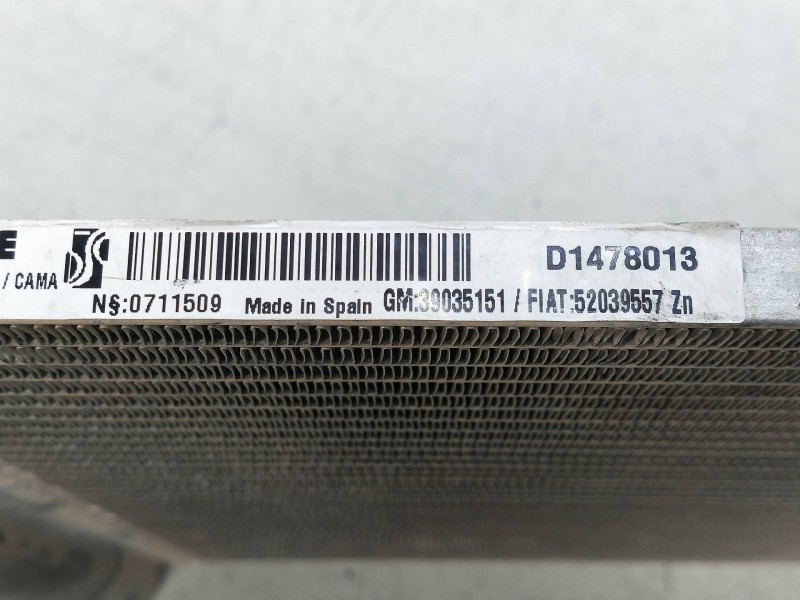 E
/ CAMA
D1478013
N§:0711509 Made in Spain GM:39035151 / FIAT:52039557 Zn